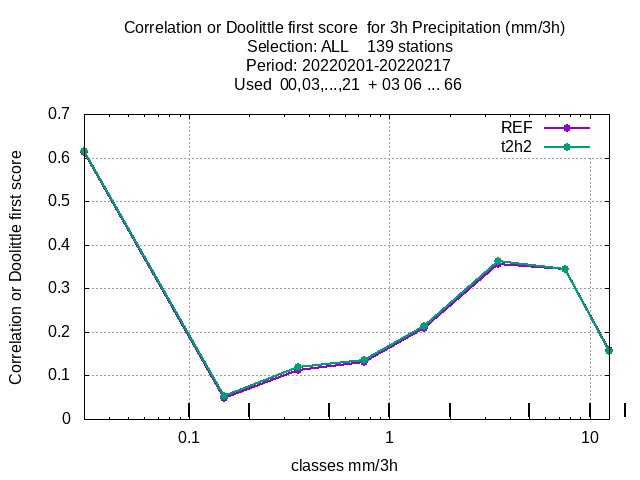 Correlation or Doolittle first score  for 3h Precipitation (mm/3h)
Selection: ALL    139 stations
Period: 20220201-20220217
Used  00,03,...,21  + 03 06 ... 66
REF
t2h2
Correlation or Doolittle first score
0.7
0.6
0.5
0.4
0.3
0.2
0.1
0
0.1 1 10
classes mm/3h